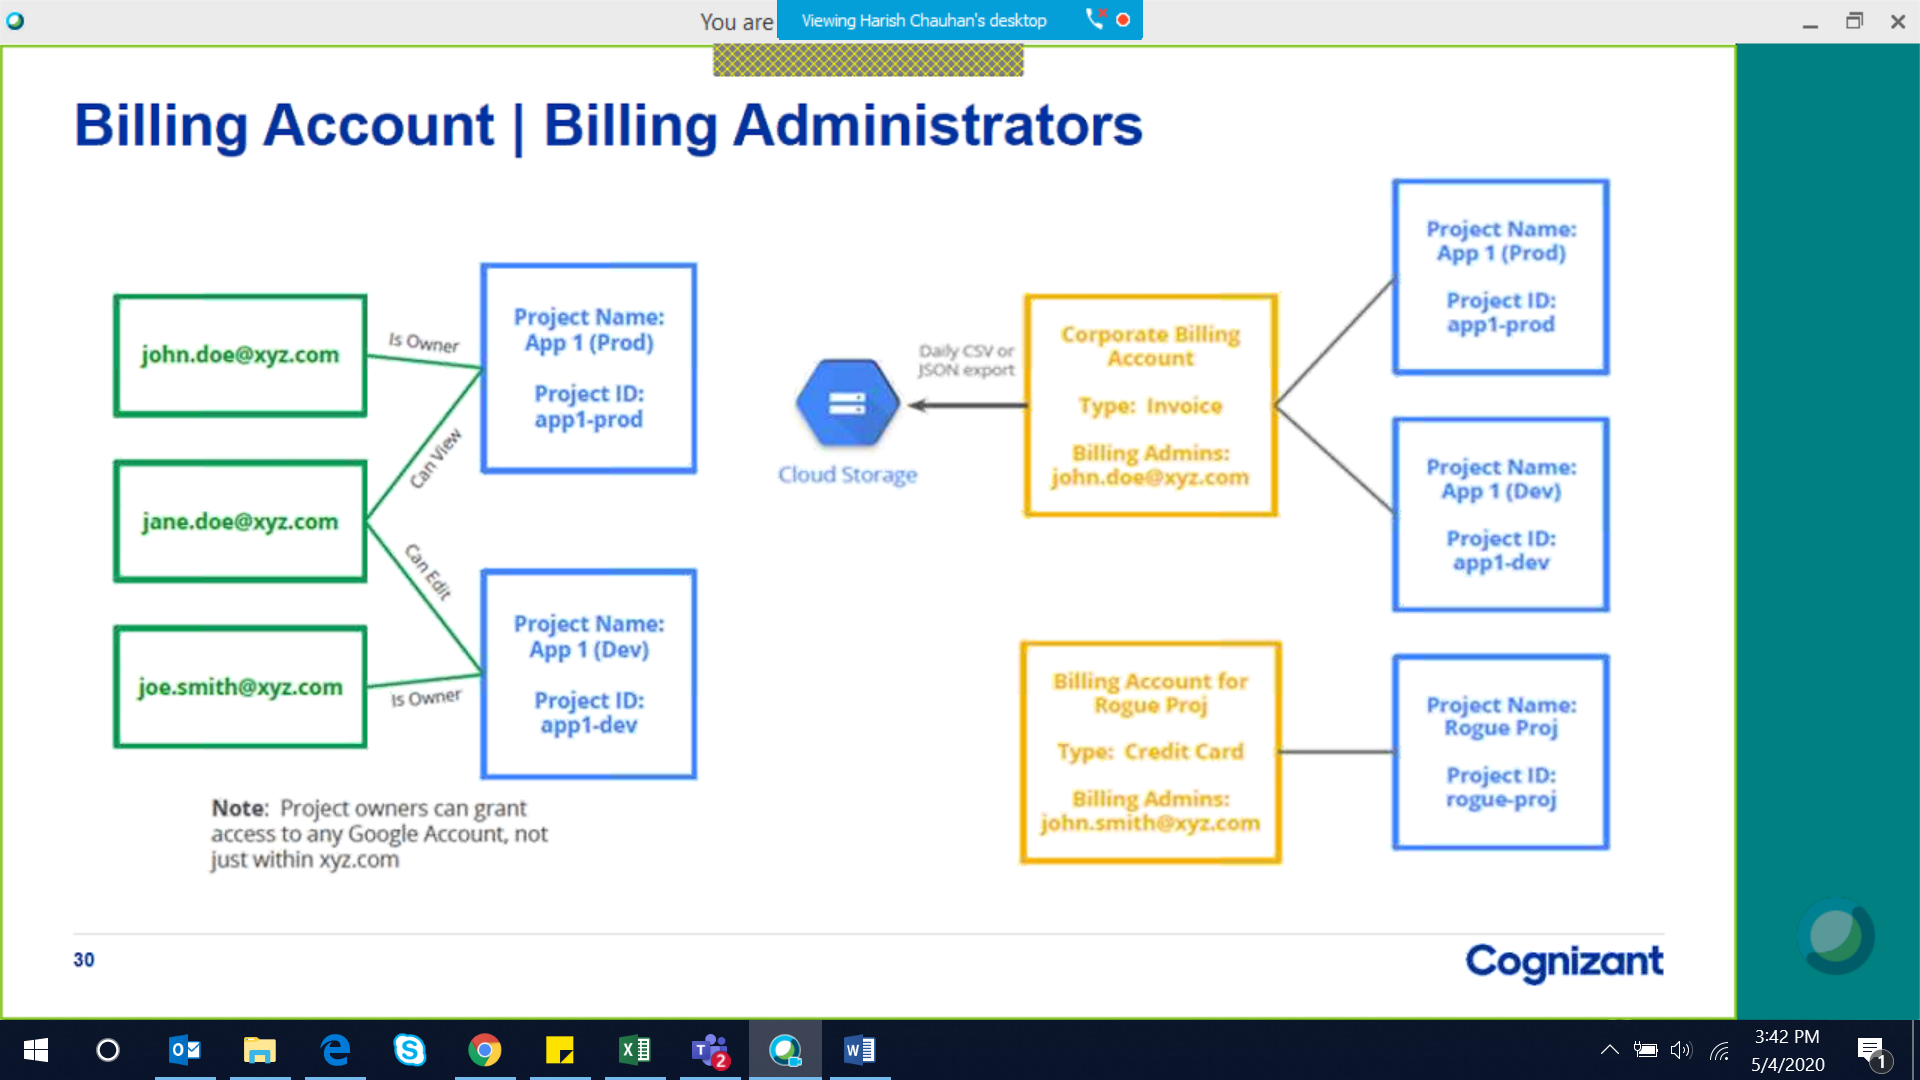 You are
Viewing Harish Chauhan's desktop
Billing Account | Billing Administrators
john.doe@xyz.com
jane.doe@xyz.com
joe.smith@xyz.com
Is Owner
Can View
Can Edit
Is Owner
Project Name:
App 1 (Prod)
Project ID:
app1-prod
Project Name:
App 1 (Dev)
Project ID:
app1-dev
Note: Project owners can grant
access to any Google Account, not
just within xyz.com
Cloud Storage
Daily CSV or
JSON export
Corporate Billing
Account
Type: Invoice
Billing Admins:
john.doe@xyz.com
Project Name:
App 1 (Prod)
Project ID:
app1-prod
Project Name:
App 1 (Dev)
Project ID:
app1-dev
Billing Account for
Rogue Proj
Type: Credit Card
Billing Admins:
john.smith@xyz.com
Project Name:
Rogue Proj
Project ID:
rogue-proj
30
Cognizant
2
3:42 PM
5/4/2020
1